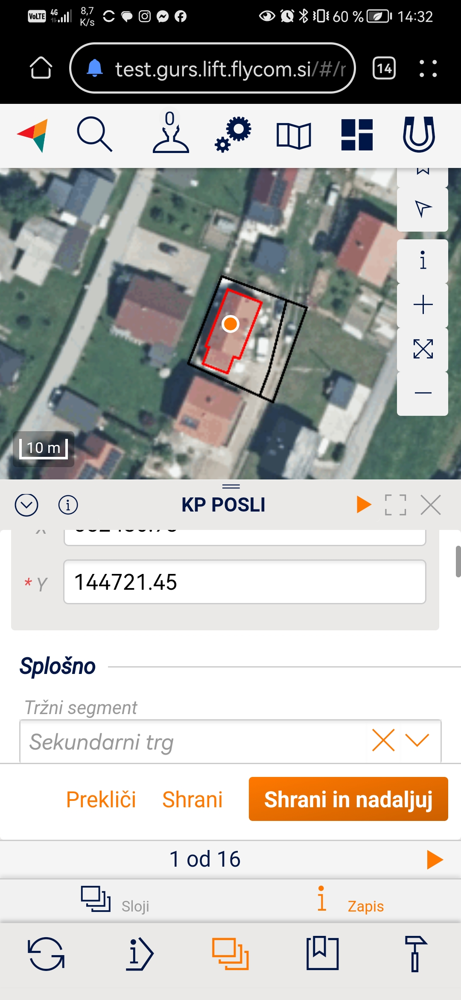 VoLTE 4G 8,7 K/s 60 % 14:32
test.gurs.lift.flycom.si/#/r
14
0
10 m
KP POSLI
* Y 144721.45
Splošno
Tržni segment
Sekundarni trg
Prekliči Shrani Shrani in nadaljuj
1 od 16
Sloji Zapis